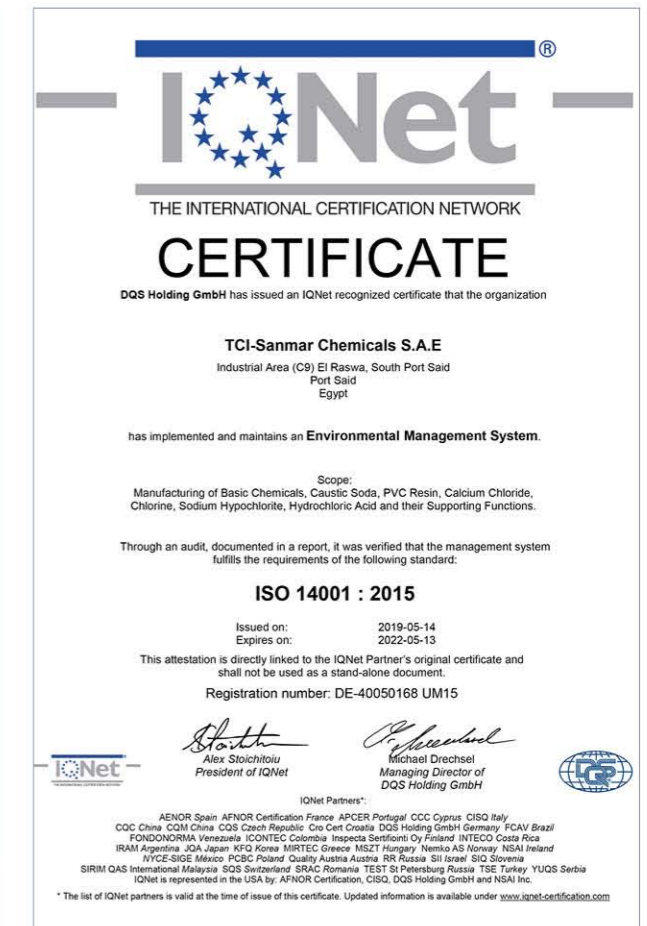 IQNet ®
THE INTERNATIONAL CERTIFICATION NETWORK
CERTIFICATE
DQS Holding GmbH has issued an IQNet recognized certificate that the organization
TCI-Sanmar Chemicals S.A.E
Industrial Area (C9) El Raswa, South Port Said
Port Said
Egypt
has implemented and maintains an Environmental Management System.
Scope:
Manufacturing of Basic Chemicals, Caustic Soda, PVC Resin, Calcium Chloride,
Chlorine, Sodium Hypochlorite, Hydrochloric Acid and their Supporting Functions.
Through an audit, documented in a report, it was verified that the management system
fulfills the requirements of the following standard:
ISO 14001 : 2015
Issued on: 2019-05-14
Expires on: 2022-05-13
This attestation is directly linked to the IQNet Partner's original certificate and
shall not be used as a stand-alone document.
Registration number: DE-40050168 UM15
Alex Stoichitoiu
President of IQNet
Michael Drechsel
Managing Director of
DQS Holding GmbH
IQNet
DQS
IQNet Partners*:
AENOR Spain AFNOR Certification France APCER Portugal CCC Cyprus CISQ Italy
CQC China CQM China CQS Czech Republic Cro Cert Croatia DQS Holding GmbH Germany FCAV Brazil
FONDONORMA Venezuela ICONTEC Colombia Inspecta Sertifiointi Oy Finland INTECO Costa Rica
IRAM Argentina JQA Japan KFQ Korea MIRTEC Greece MSZT Hungary Nemko AS Norway NSAI Ireland
NYCE-SIGE México PCBC Poland Quality Austria Austria RR Russia SII Israel SIQ Slovenia
SIRIM QAS International Malaysia SQS Switzerland SRAC Romania TEST St Petersburg Russia TSE Turkey YUQS Serbia
IQNet is represented in the USA by: AFNOR Certification, CISQ, DQS Holding GmbH and NSAI Inc.
* The list of IQNet partners is valid at the time of issue of this certificate. Updated information is available under www.iqnet-certification.com